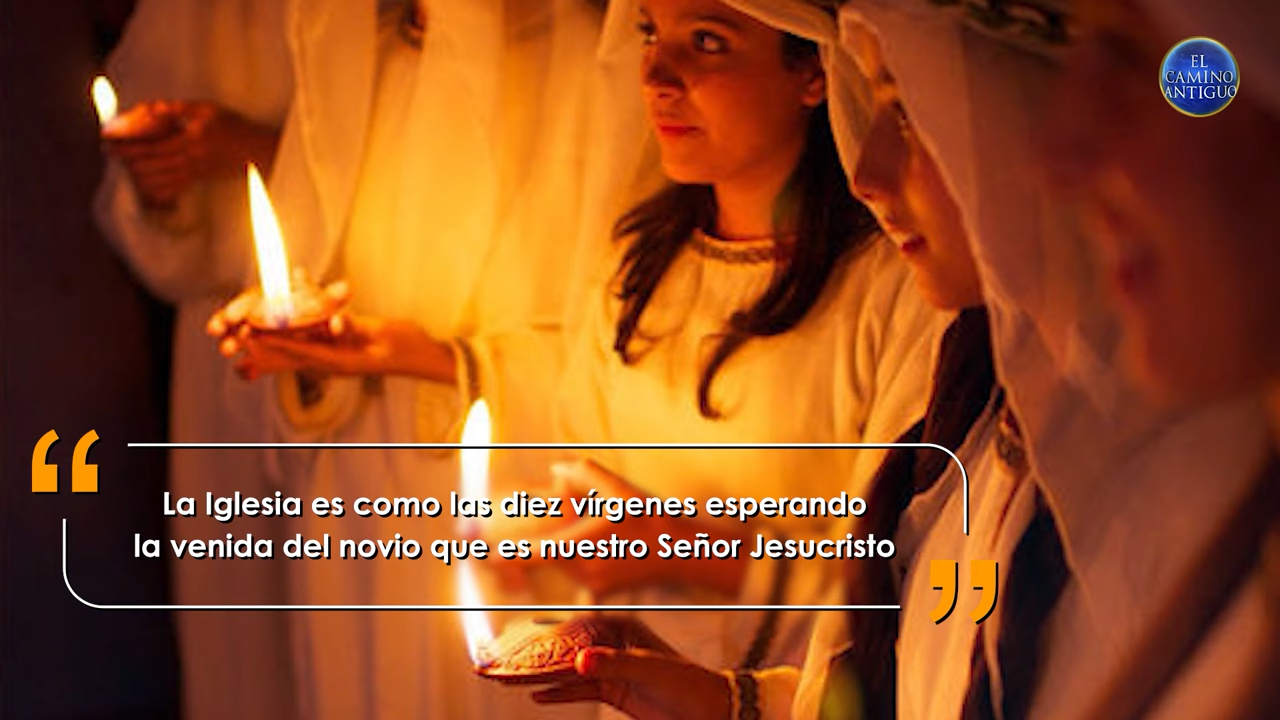 EL
CAMINO
ANTIGUO
“
La Iglesia es como las diez vírgenes esperando
la venida del novio que es nuestro Señor Jesucristo
”